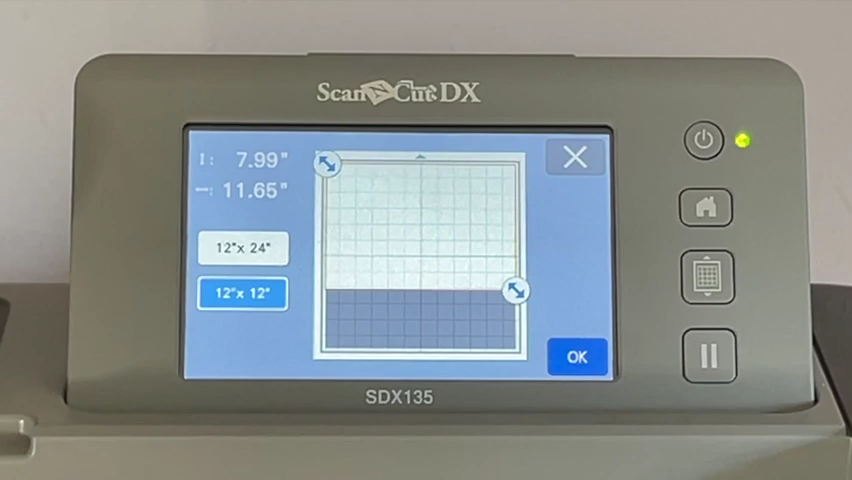 ScanNCut DX
7.99"
11.65"
12"x 24"
12"x 12"
OK
SDX135